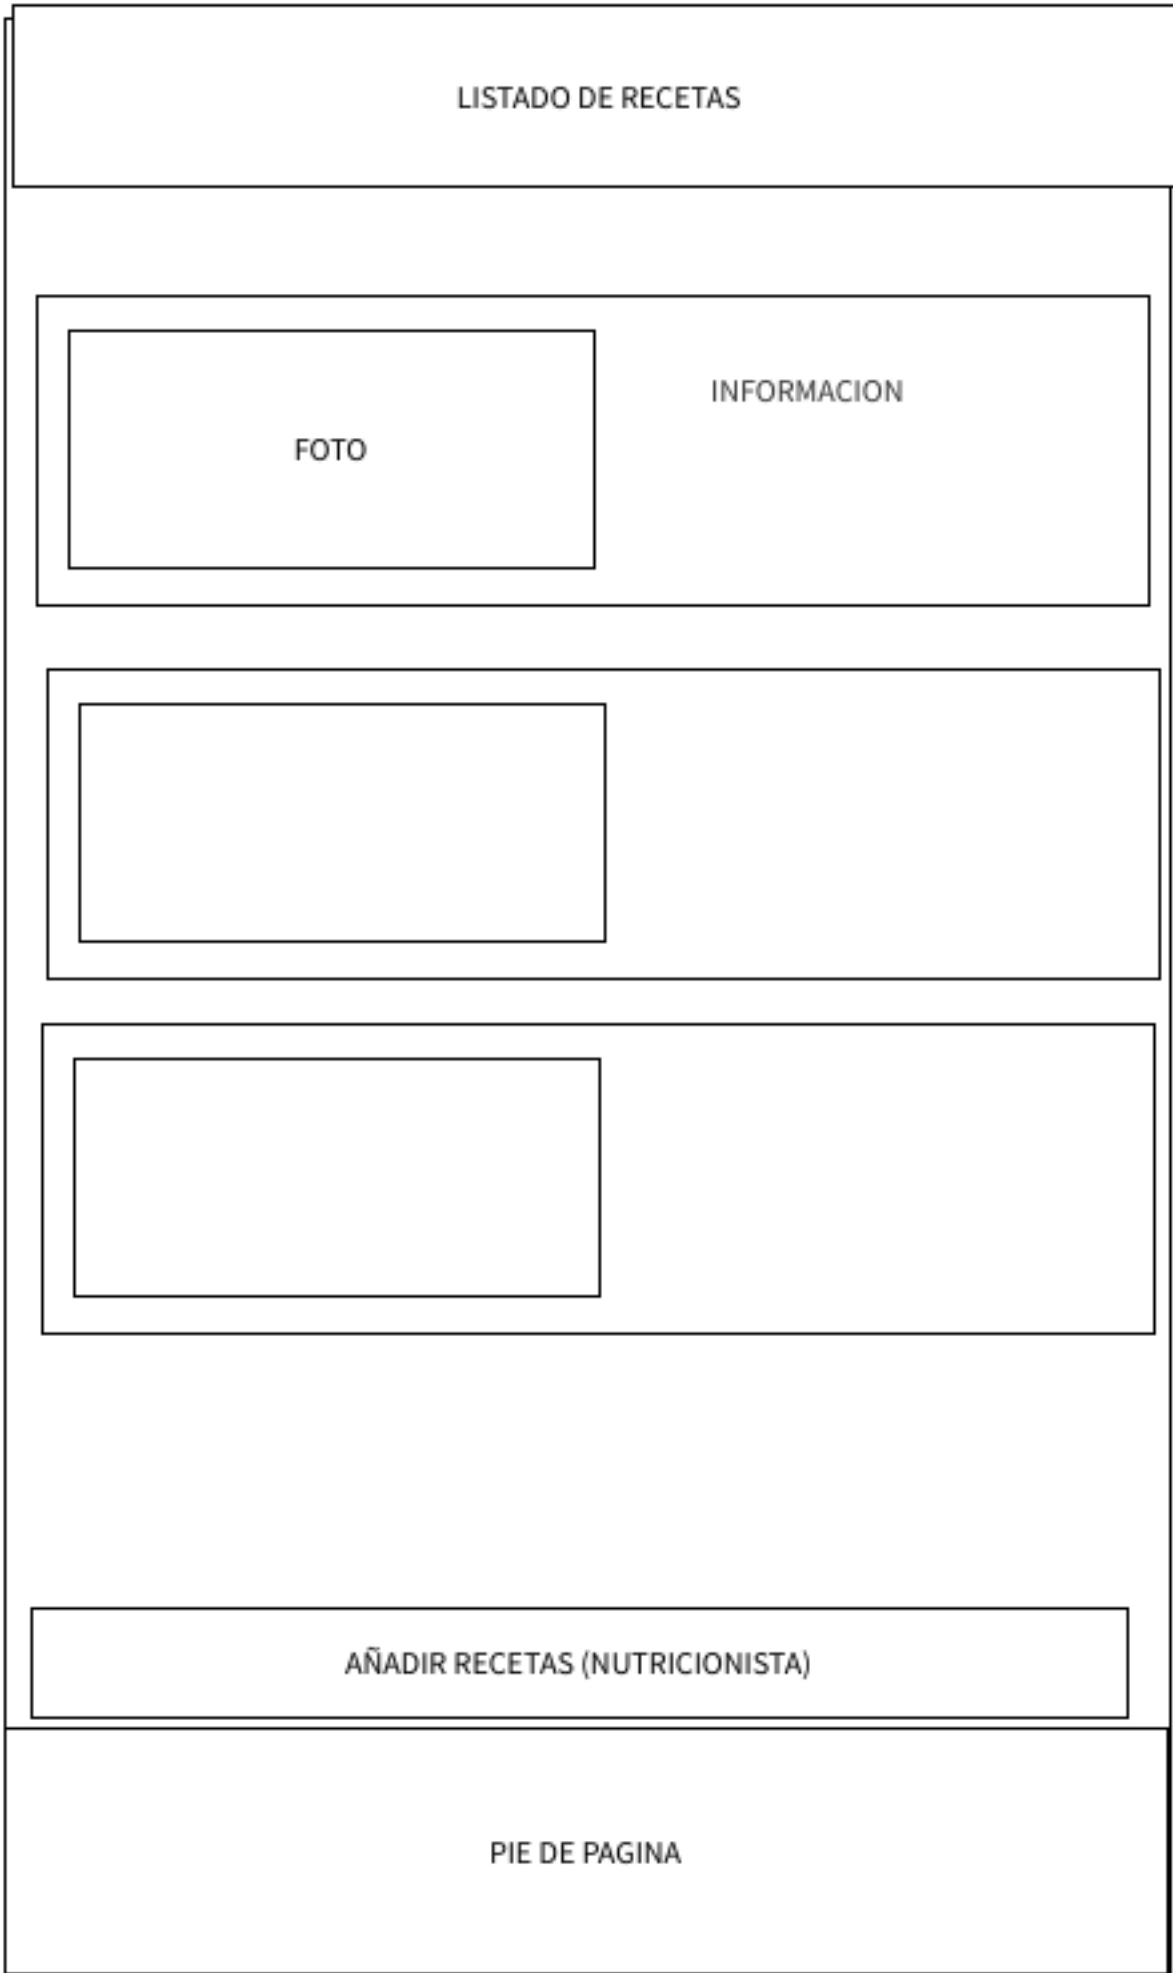 LISTADO DE RECETAS
INFORMACION
FOTO
AÑADIR RECETAS (NUTRICIONISTA)
PIE DE PAGINA